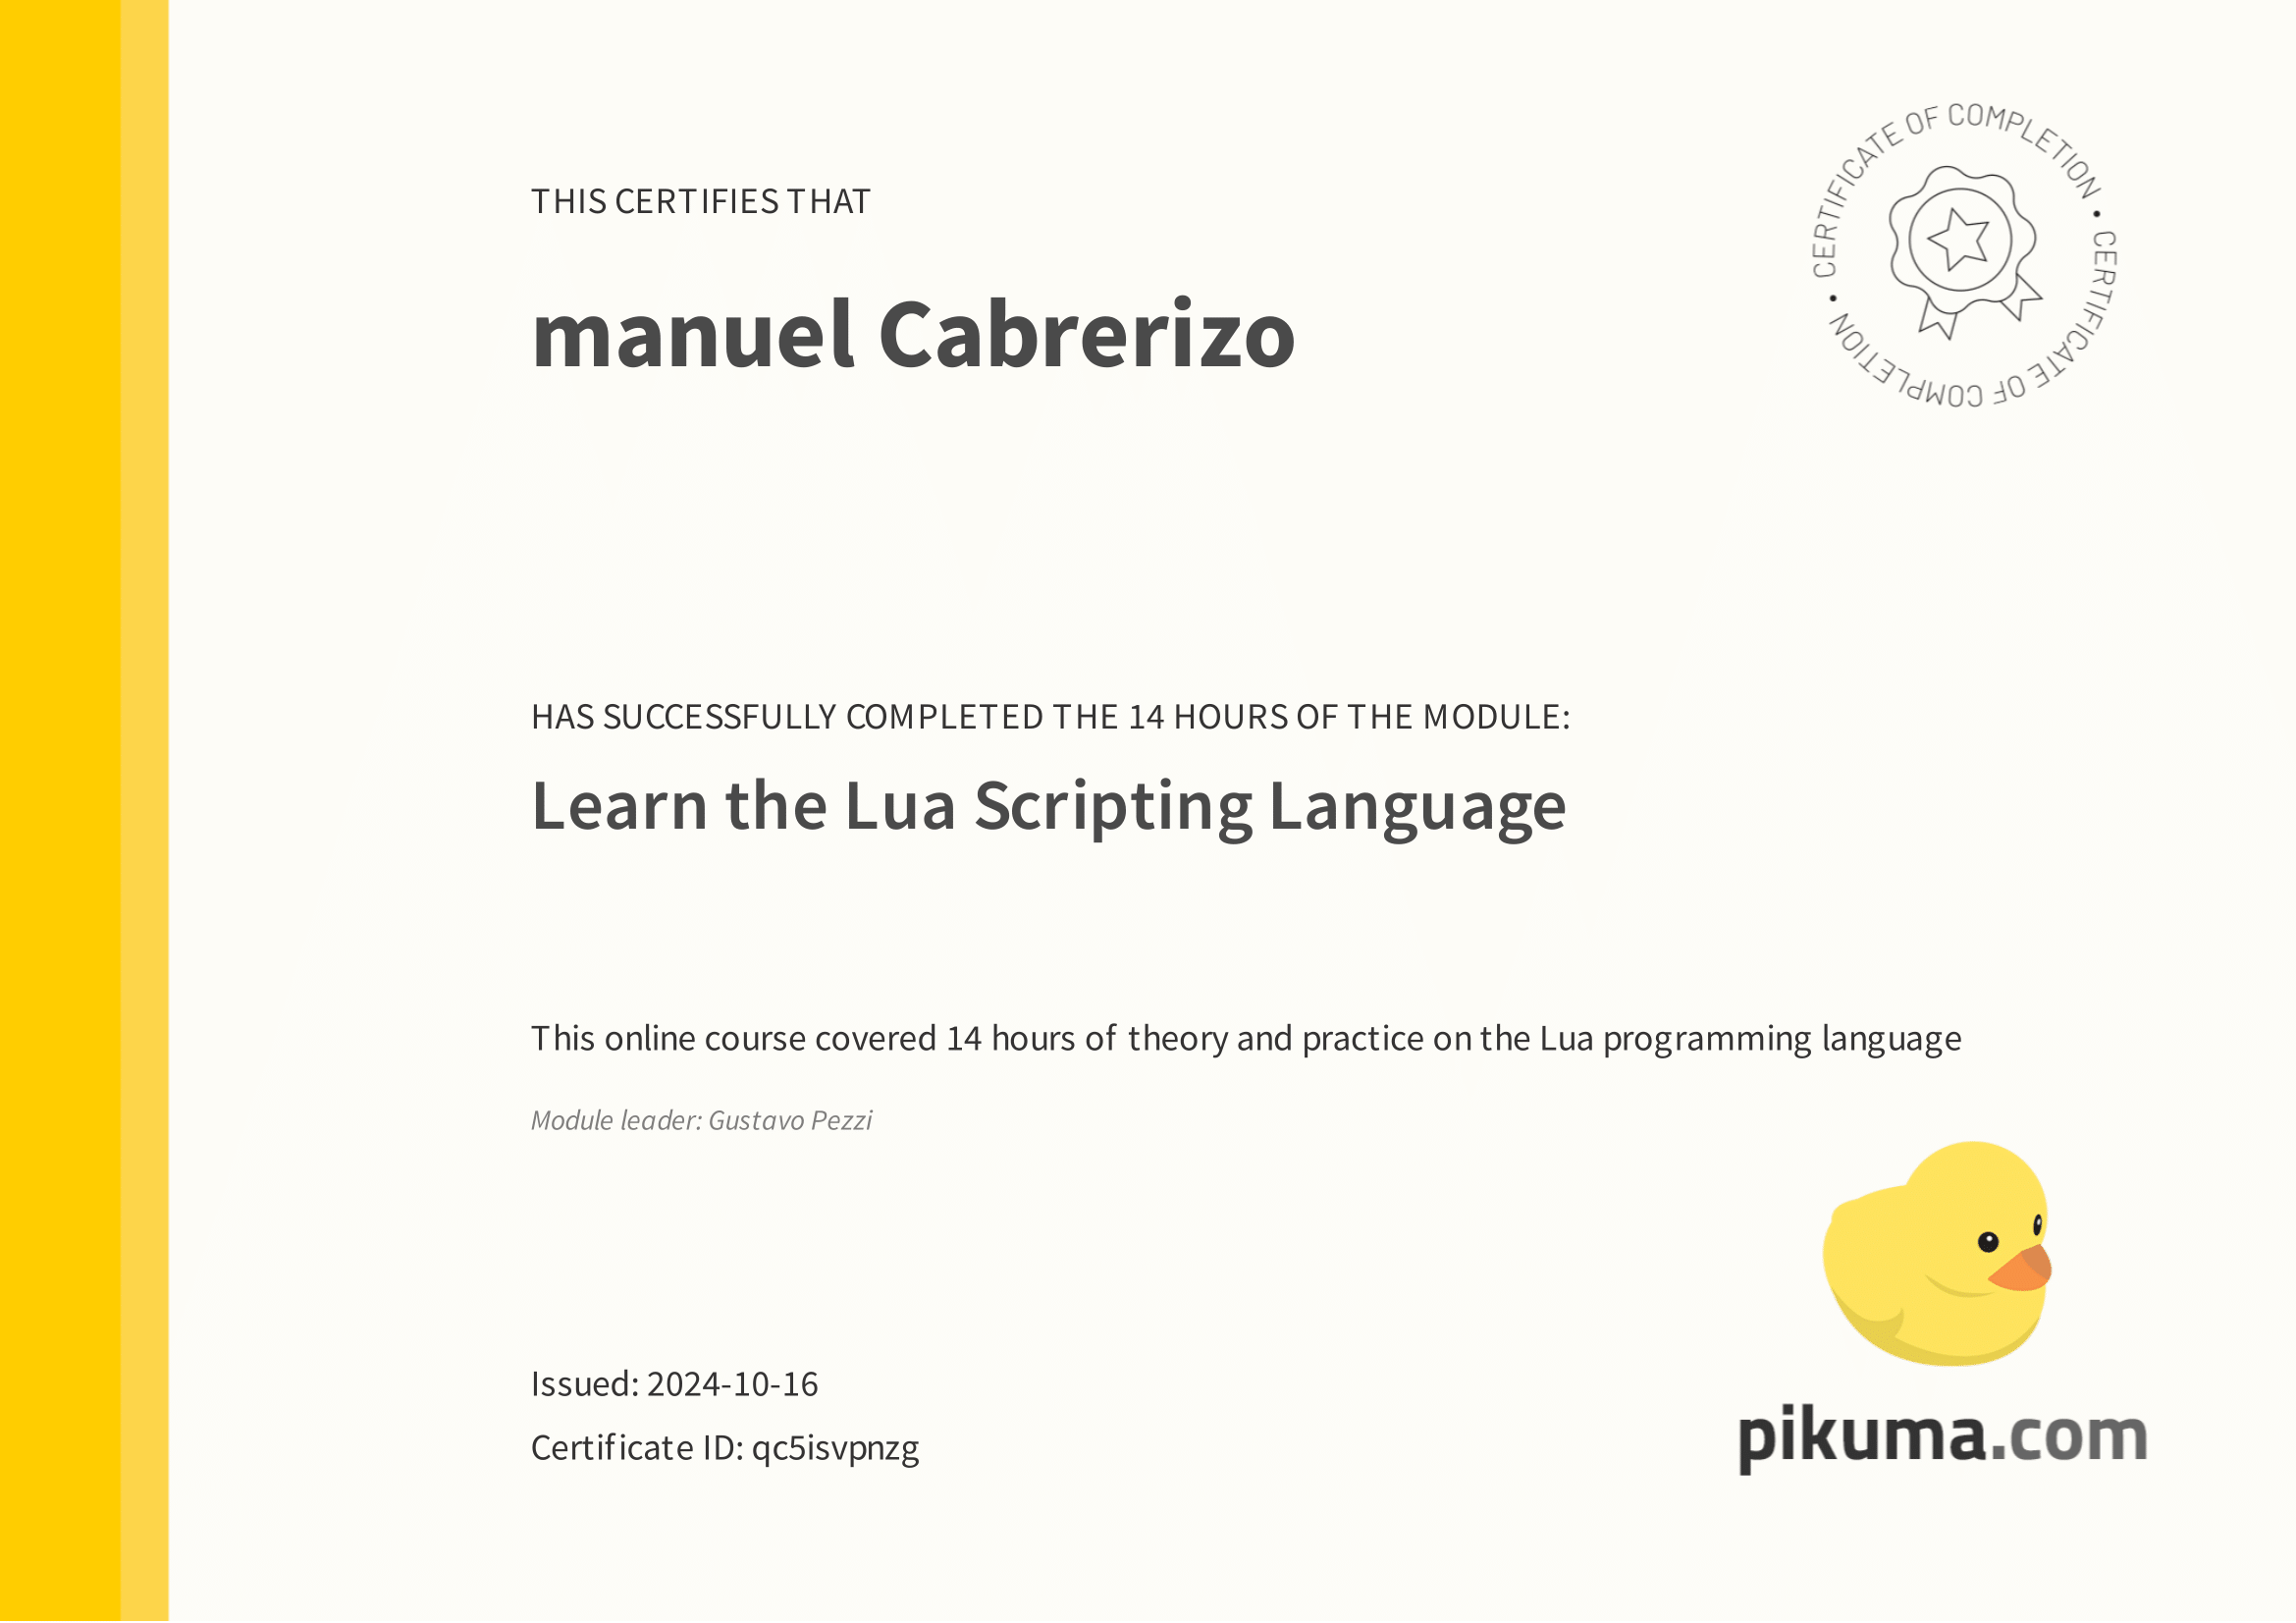 THIS CERTIFIES THAT
manuel Cabrerizo
CERTIFICATE OF COMPLETION • CERTIFICATE OF COMPLETION •
HAS SUCCESSFULLY COMPLETED THE 14 HOURS OF THE MODULE:
Learn the Lua Scripting Language
This online course covered 14 hours of theory and practice on the Lua programming language
Module leader: Gustavo Pezzi
Issued: 2024-10-16
Certificate ID: qc5isvpnzg
pikuma.com